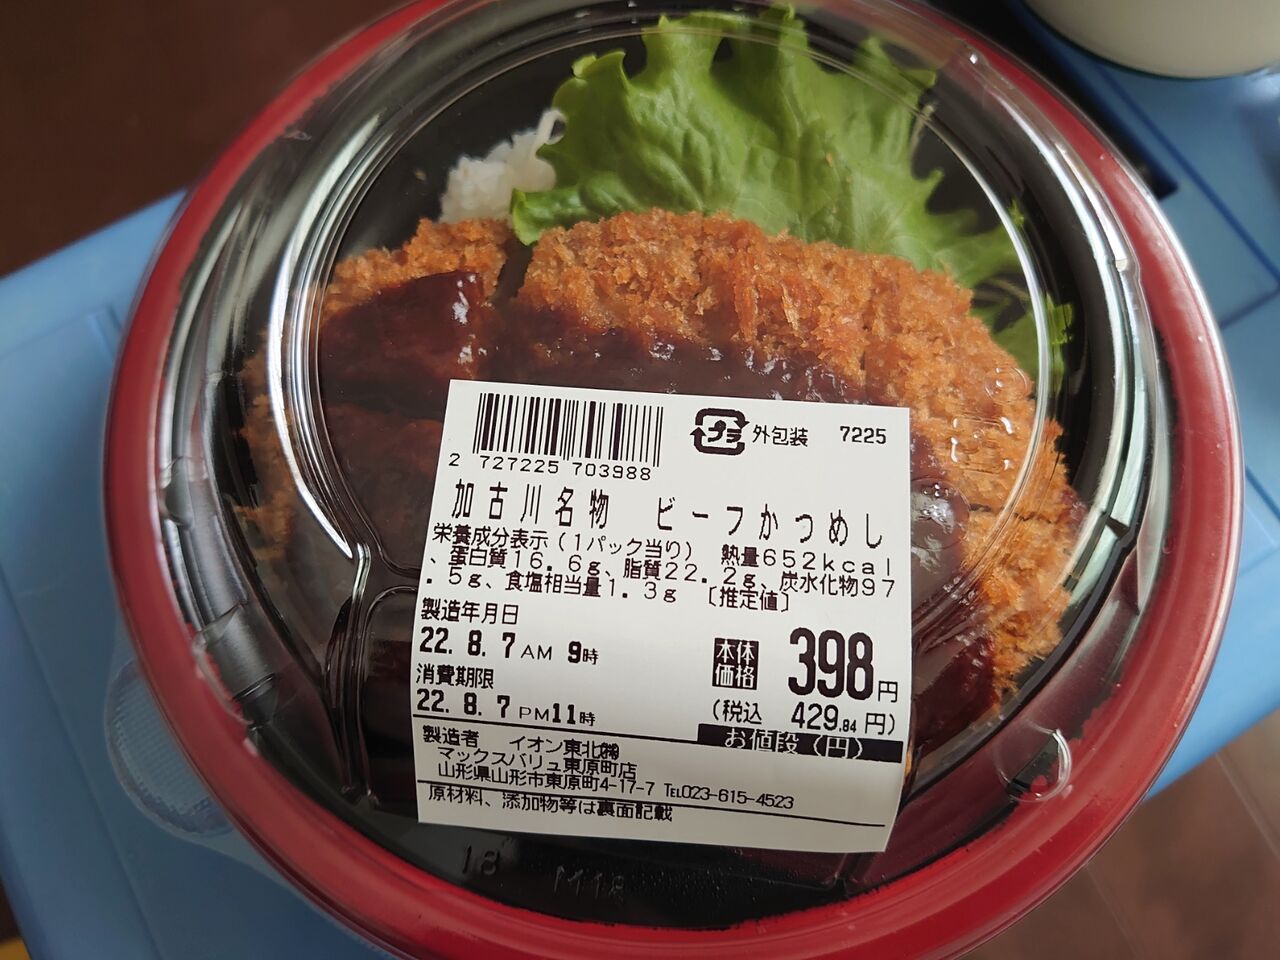 プラ 外包装 7225
2 727225 703988
加古川名物 ビーフかつめし
栄養成分表示(1パック当り) 熱量652kcal
、蛋白質16.6g、脂質22.2g、炭水化物97
.5g、食塩相当量1.3g 〔推定値〕
製造年月日
22. 8. 7 AM 9時
消費期限
22. 8. 7 PM11時
本体価格 398円
(税込 429.84 円)
お値段(円)
製造者 イオン東北㈱
マックスバリュ東原町店
山形県山形市東原町4-17-7 TEL023-615-4523
原材料、添加物等は裏面記載
18